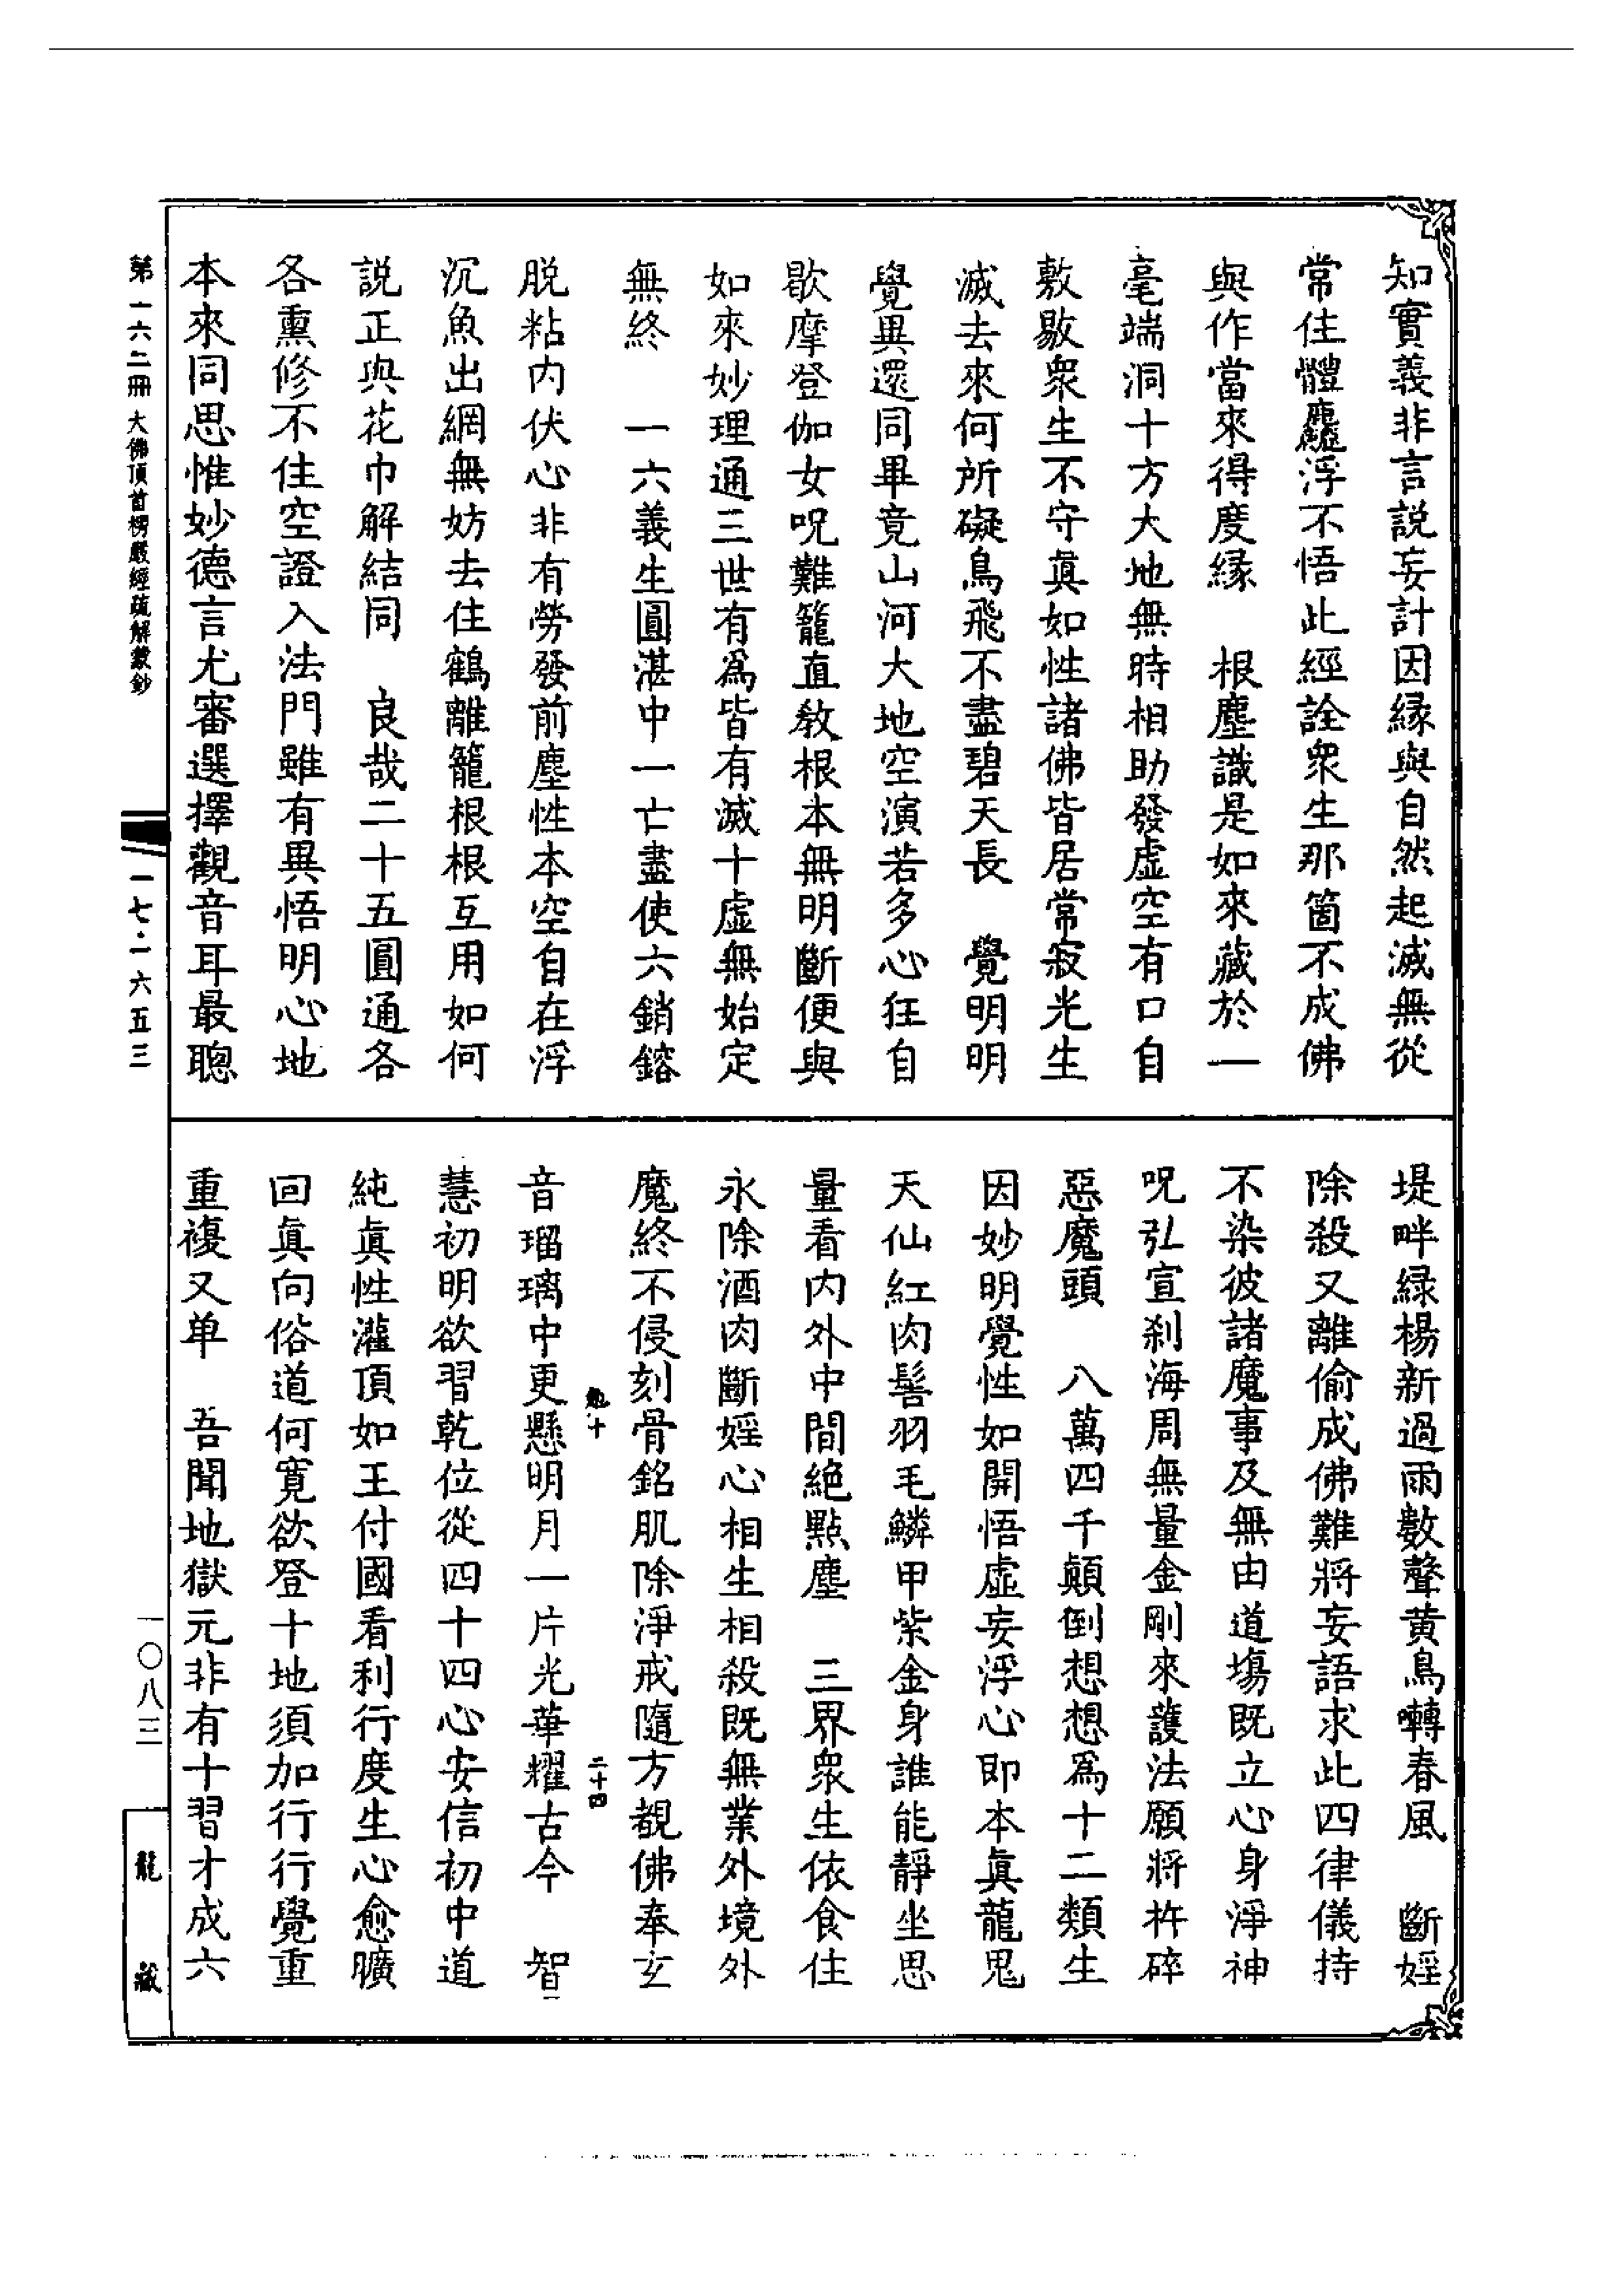 知實義非言説妄計因緣與自然起滅無從
常住體麤浮不悟此經詮衆生那箇不成佛
與作當來得度緣　根塵識是如來藏於一
毫端洞十方大地無時相助發虛空有口自
敷敭衆生不守真如性諸佛皆居常寂光生
滅去來何所礙鳥飛不盡碧天長　覺明明
覺異還同畢竟山河大地空演若多心狂自
歇摩登伽女呪難籠直教根本無明斷便與
如來妙理通三世有爲皆有滅十虛無始定
無終　一六義生圓湛中一亡盡使六銷鎔
脱粘内伏心非有勞發前塵性本空自在浮
沉魚出網無妨去住鶴離籠根根互用如何
説正與花巾解結同　良哉二十五圓通各
各熏修不住空證入法門雖有異悟明心地
本來同思惟妙德言尤審選擇觀音耳最聰
堤畔緑楊新過雨數聲黄鳥囀春風　斷婬
除殺又離偷成佛難將妄語求此四律儀持
不染彼諸魔事及無由道塲既立心身淨神
呪弘宣刹海周無量金剛來護法願將杵碎
惡魔頭　八萬四千顛倒想想爲十二類生
因妙明覺性如開悟虛妄浮心即本真龍鬼
天仙紅肉髻羽毛鱗甲紫金身誰能靜坐思
量看内外中間絶點塵　三界衆生依食住
永除酒肉斷婬心相生相殺既無業外境外
魔終不侵刻骨銘肌除淨戒隨方覩佛奉玄
音瑠璃中更懸明月一片光華耀古今　智
慧初明欲習乾位從四十四心安信初中道
純真性灌頂如王付國看利行度生心愈曠
回真向俗道何寛欲登十地須加行行覺重
重複又单　吾聞地獄元非有十習才成六
二十四
第一六二冊 大佛頂首楞嚴經疏解蒙鈔
一七·一六五三
一〇八三
龍藏